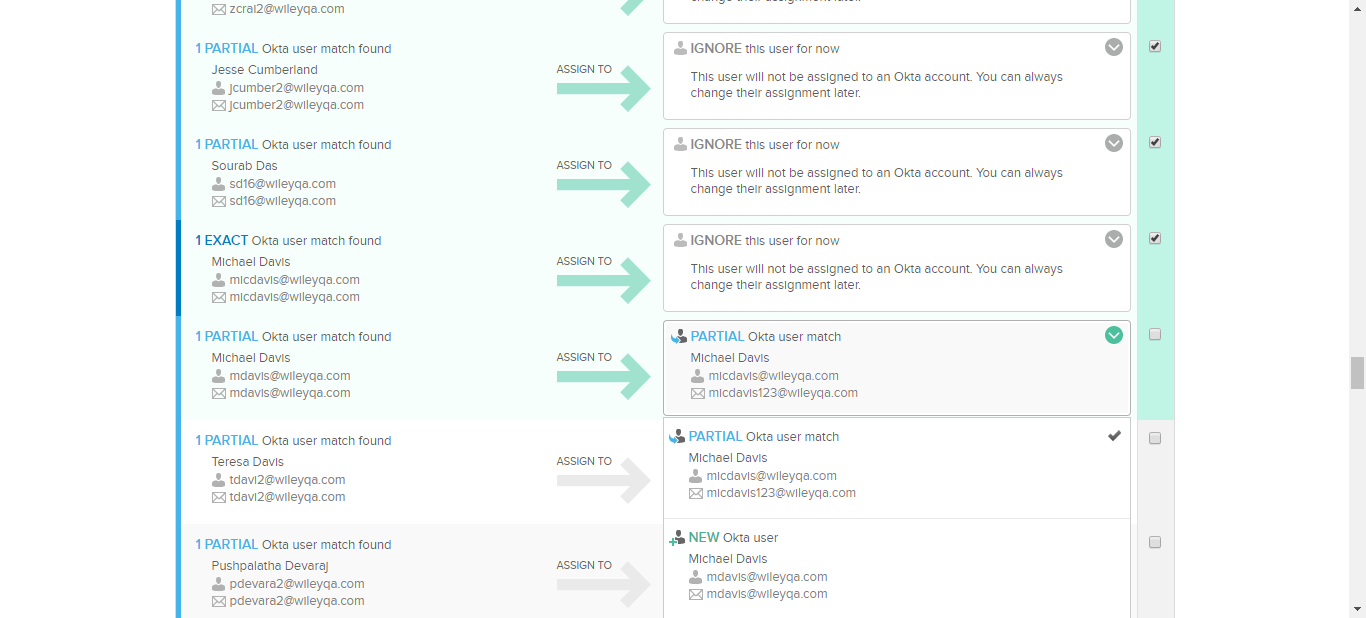 zcrai2@wileyqa.com
change their assignment later.
1 PARTIAL Okta user match found
Jesse Cumberland
jcumber2@wileyqa.com
jcumber2@wileyqa.com
ASSIGN TO
IGNORE this user for now
This user will not be assigned to an Okta account. You can always
change their assignment later.
1 PARTIAL Okta user match found
Sourab Das
sd16@wileyqa.com
sd16@wileyqa.com
ASSIGN TO
IGNORE this user for now
This user will not be assigned to an Okta account. You can always
change their assignment later.
1 EXACT Okta user match found
Michael Davis
micdavis@wileyqa.com
micdavis@wileyqa.com
ASSIGN TO
IGNORE this user for now
This user will not be assigned to an Okta account. You can always
change their assignment later.
1 PARTIAL Okta user match found
Michael Davis
mdavis@wileyqa.com
mdavis@wileyqa.com
ASSIGN TO
PARTIAL Okta user match
Michael Davis
micdavis@wileyqa.com
micdavis123@wileyqa.com
1 PARTIAL Okta user match found
Teresa Davis
tdavi2@wileyqa.com
tdavi2@wileyqa.com
ASSIGN TO
PARTIAL Okta user match
Michael Davis
micdavis@wileyqa.com
micdavis123@wileyqa.com
1 PARTIAL Okta user match found
Pushpalatha Devaraj
pdevara2@wileyqa.com
pdevara2@wileyqa.com
ASSIGN TO
NEW Okta user
Michael Davis
mdavis@wileyqa.com
mdavis@wileyqa.com